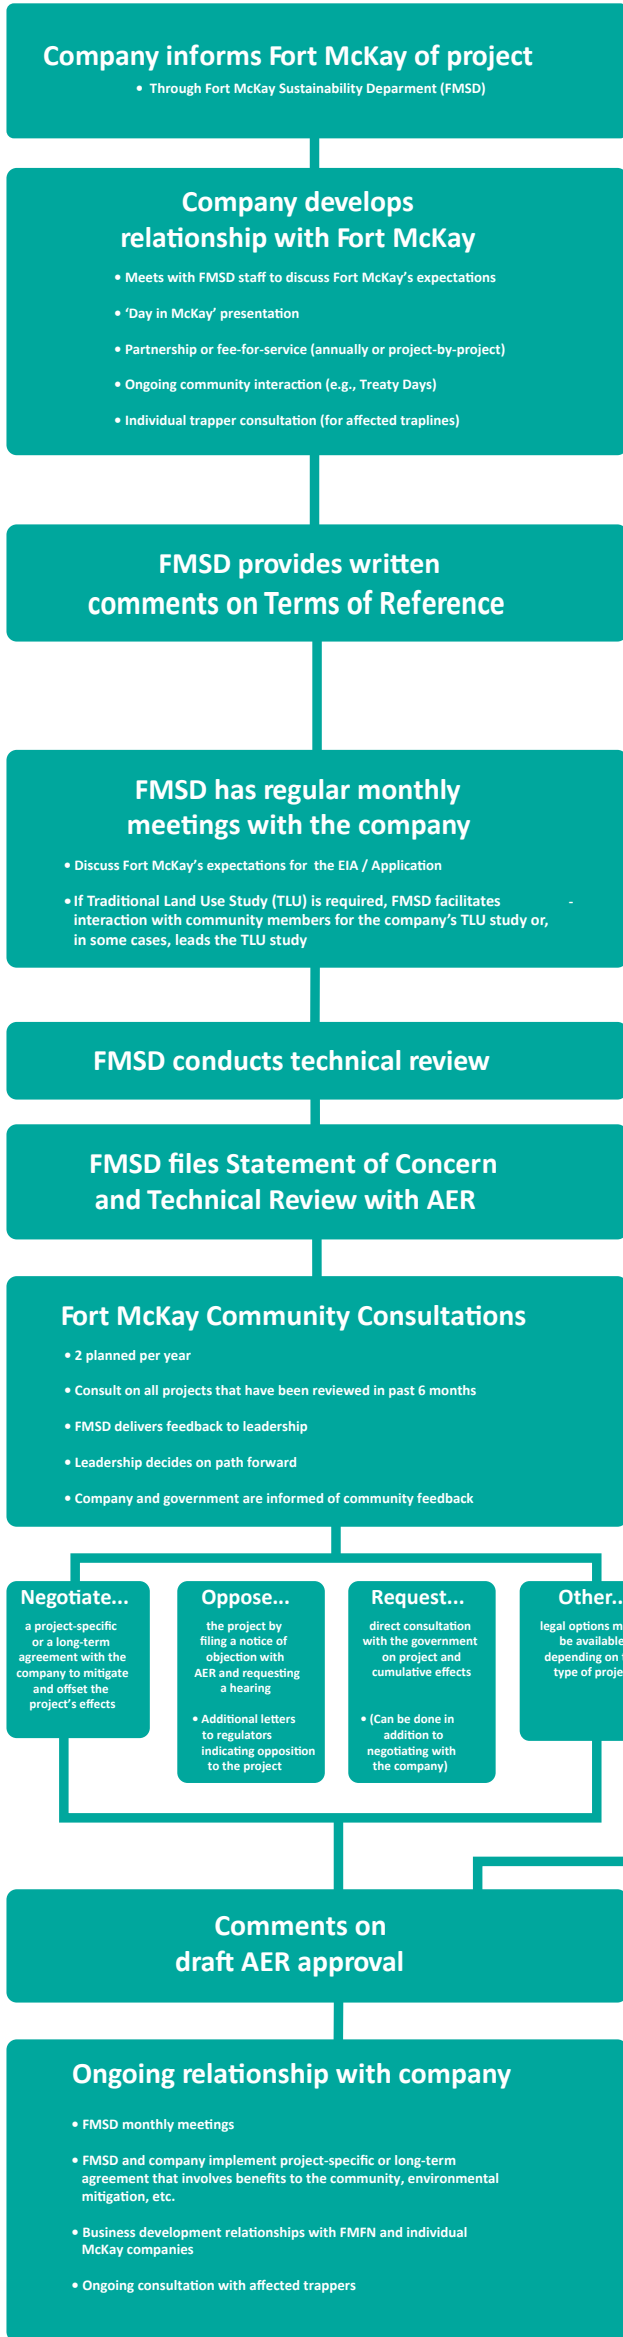 Company informs Fort McKay of project
• Through Fort McKay Sustainability Deparment (FMSD)
Company develops
relationship with Fort McKay
• Meets with FMSD staff to discuss Fort McKay's expectations
• 'Day in McKay' presentation
• Partnership or fee-for-service (annually or project-by-project)
• Ongoing community interaction (e.g., Treaty Days)
• Individual trapper consultation (for affected traplines)
FMSD provides written
comments on Terms of Reference
FMSD has regular monthly
meetings with the company
• Discuss Fort McKay's expectations for the EIA / Application
• If Traditional Land Use Study (TLU) is required, FMSD facilitates -
interaction with community members for the company's TLU study or,
in some cases, leads the TLU study
FMSD conducts technical review
FMSD files Statement of Concern
and Technical Review with AER
Fort McKay Community Consultations
• 2 planned per year
• Consult on all projects that have been reviewed in past 6 months
• FMSD delivers feedback to leadership
• Leadership decides on path forward
• Company and government are informed of community feedback
Negotiate...
a project-specific
or a long-term
agreement with the
company to mitigate
and offset the
project's effects
Oppose...
the project by
filing a notice of
objection with
AER and requesting
a hearing
• Additional letters
to regulators
indicating opposition
to the project
Request...
direct consultation
with the government
on project and
cumulative effects
• (Can be done in
addition to
negotiating with
the company)
Other..
legal options
be available
depending on
type of
Comments on
draft AER approval
Ongoing relationship with company
• FMSD monthly meetings
• FMSD and company implement project-specific or long-term
agreement that involves benefits to the community, environmental
mitigation, etc.
• Business development relationships with FMFN and individual
McKay companies
• Ongoing consultation with affected trappers